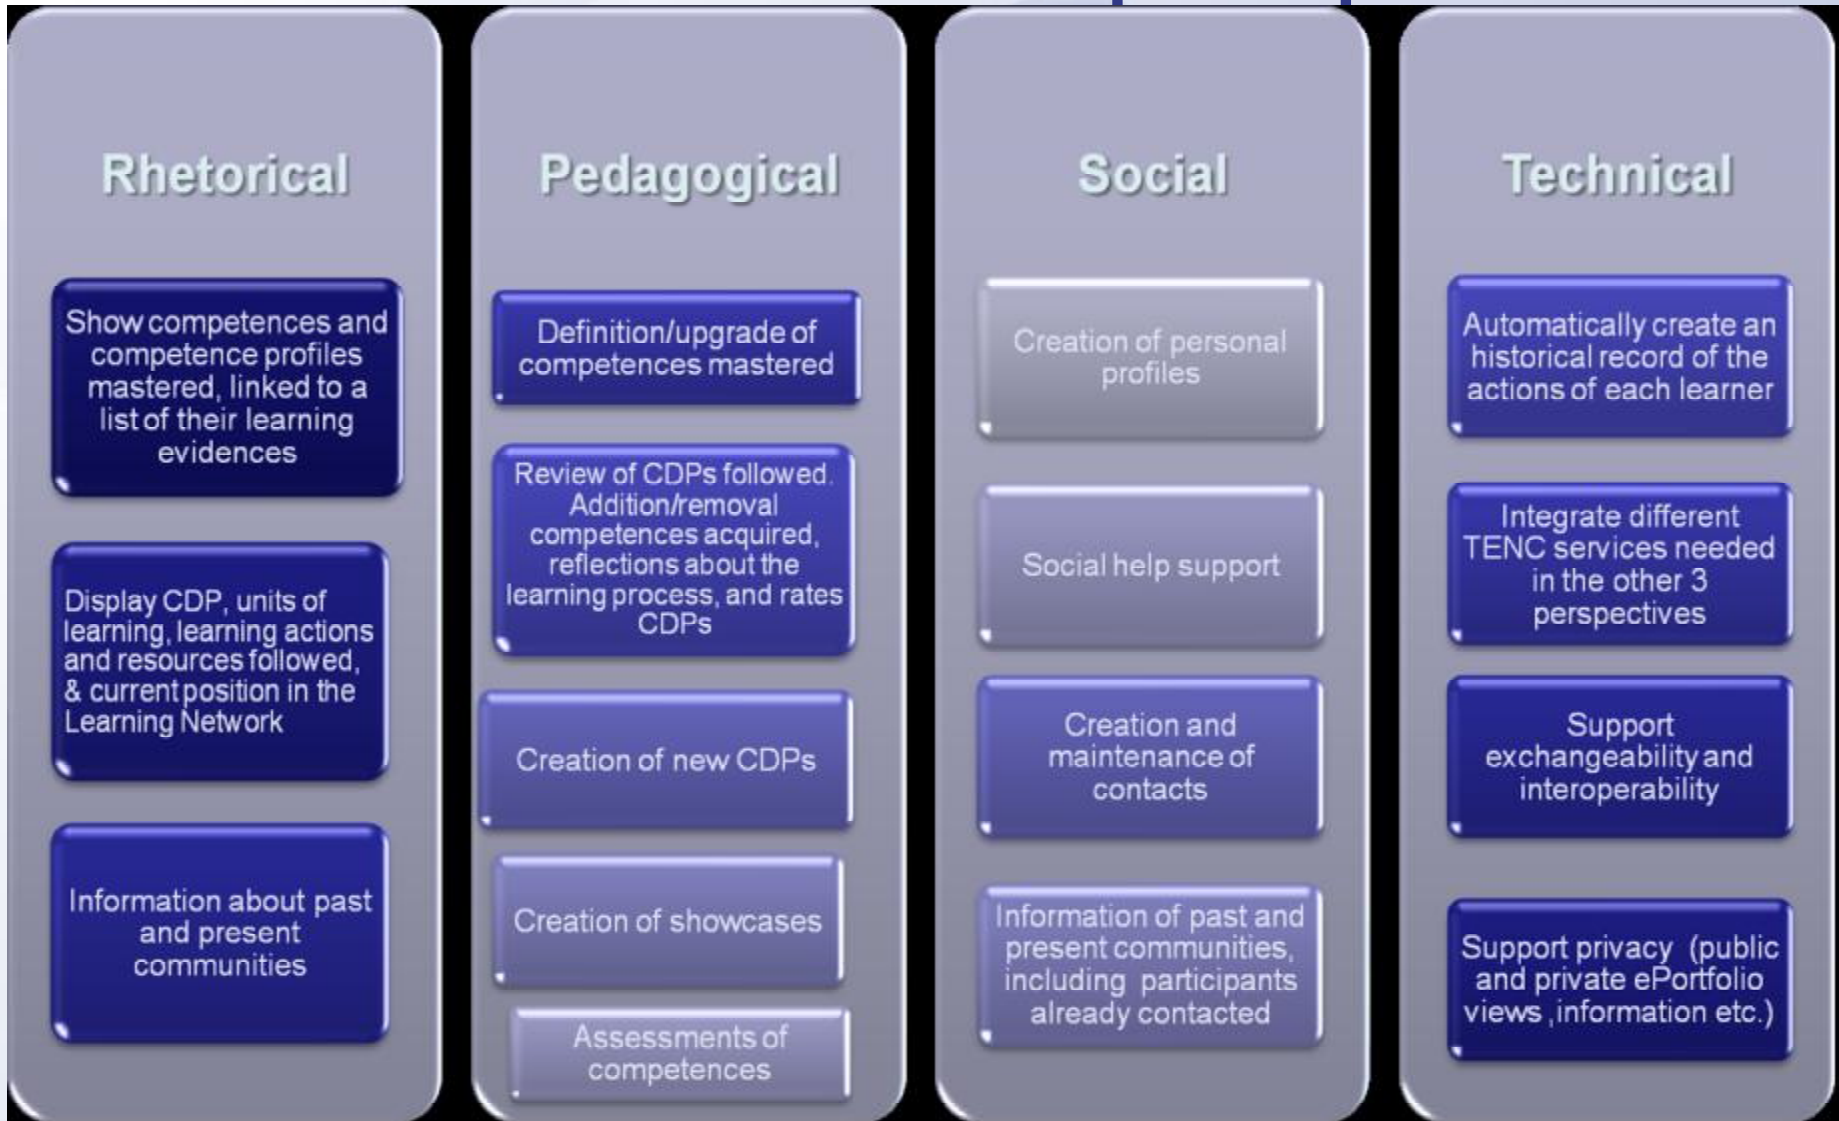 Rhetorical
Show competences and
competence profiles
mastered, linked to a
list of their learning
evidences
Display CDP, units of
learning, learning actions
and resources followed,
& current position in the
Learning Network
Information about past
and present
communities
Pedagogical
Definition/upgrade of
competences mastered
Review of CDPs followed.
Addition/removal
competences acquired,
reflections about the
learning process, and rates
CDPs
Creation of new CDPs
Creation of showcases
Assessments of
competences
Social
Creation of personal
profiles
Social help support
Creation and
maintenance of
contacts
Information of past and
present communities,
including participants
already contacted
Technical
Automatically create an
historical record of the
actions of each learner
Integrate different
TENC services needed
in the other 3
perspectives
Support
exchangeability and
interoperability
Support privacy (public
and private ePortfolio
views ,information etc.)